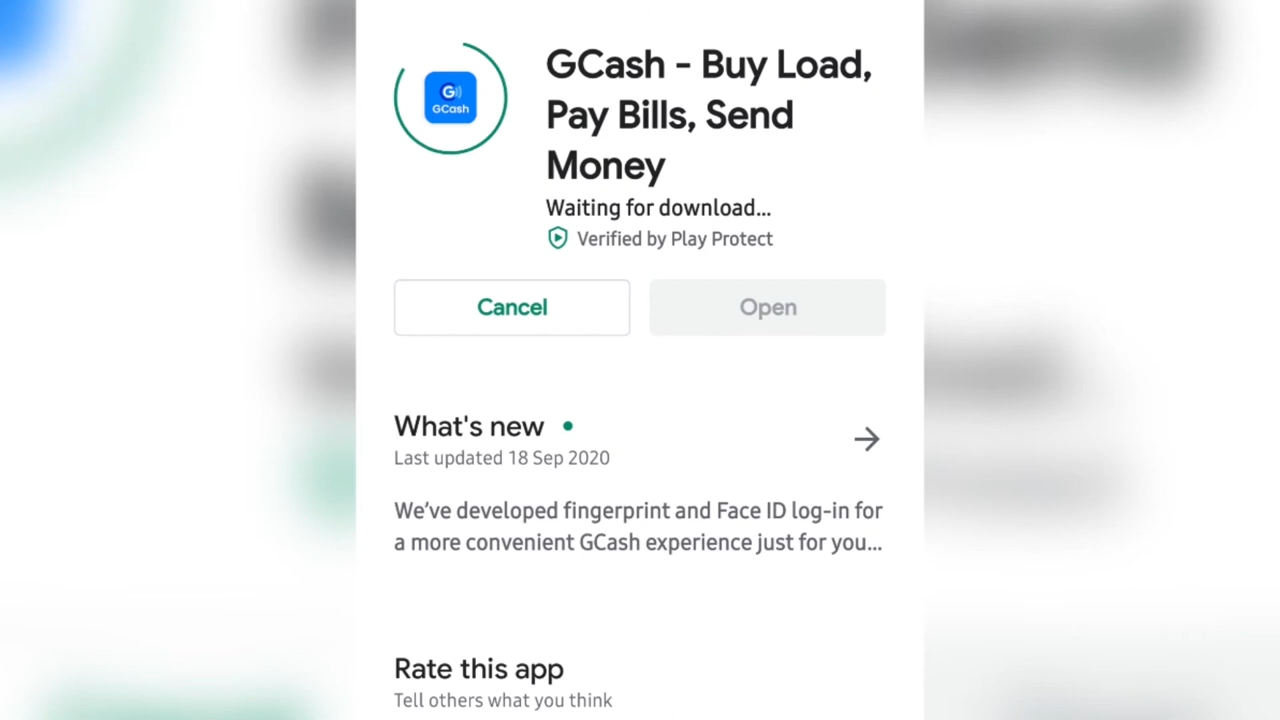 GCash - Buy Load,
Pay Bills, Send
Money
G
GCash
Waiting for download...
Verified by Play Protect
Cancel
Open
What's new
Last updated 18 Sep 2020
We've developed fingerprint and Face ID log-in for
a more convenient GCash experience just for you...
Rate this app
Tell others what you think